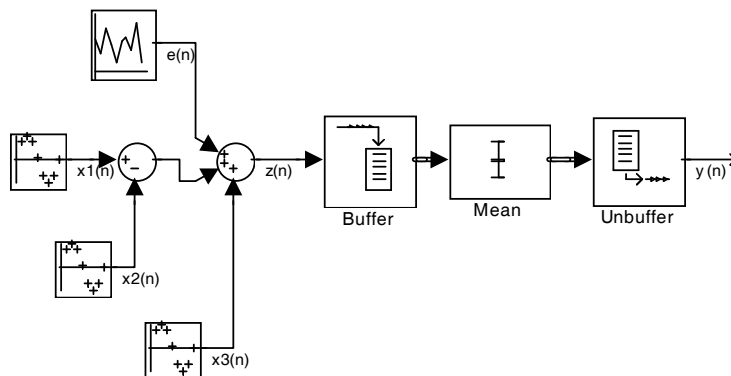 e(n)
x1(n)
z(n)
y(n)
Buffer
Mean
Unbuffer
x2(n)
x3(n)